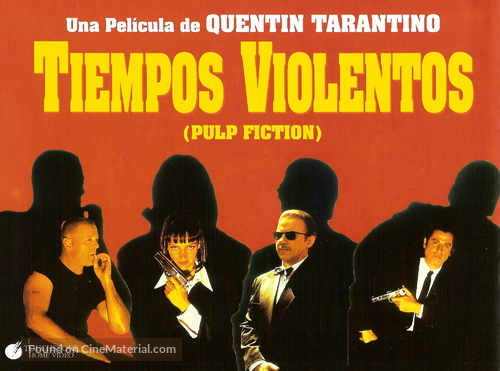 Una Película de QUENTIN TARANTINO
TIEMPOS VIOLENTOS
(PULP FICTION)
HOME VIDEO
Found on CineMaterial.com